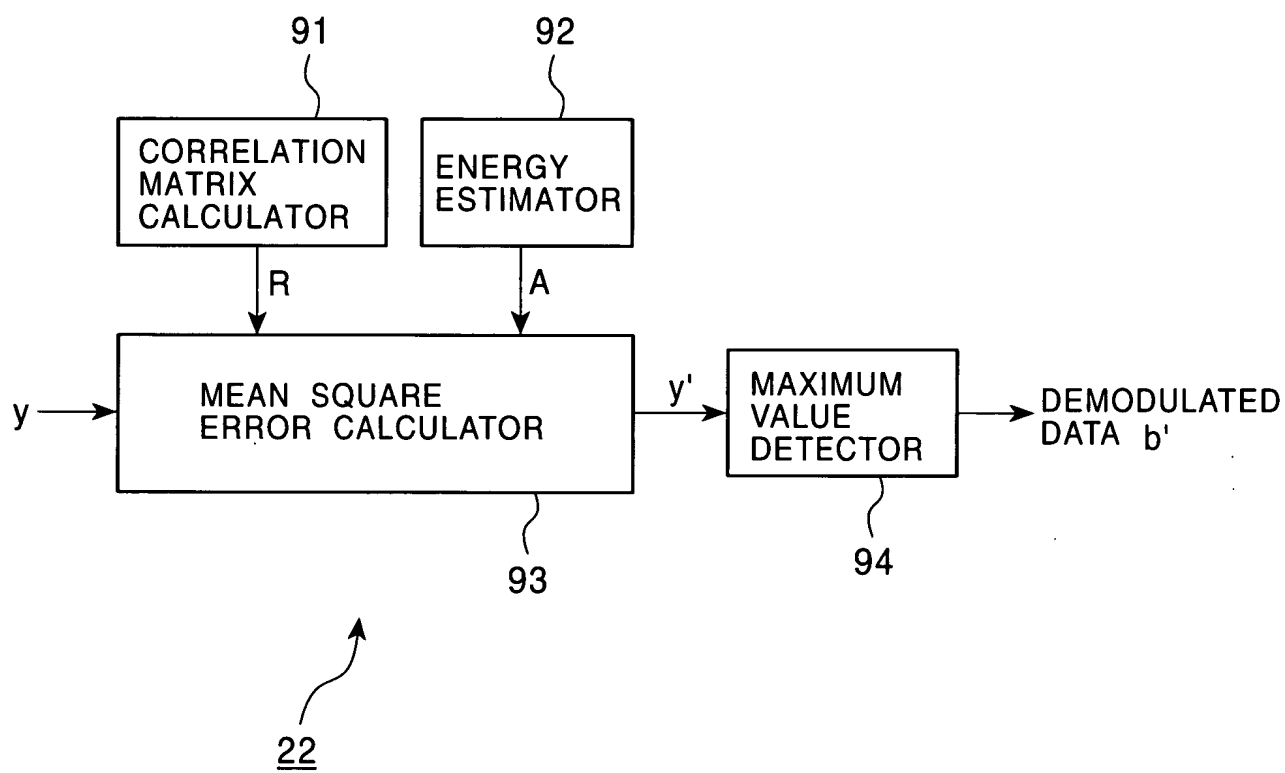 91
92
CORRELATION
MATRIX
CALCULATOR
ENERGY
ESTIMATOR
R
A
y
MEAN SQUARE
ERROR CALCULATOR
y'
MAXIMUM
VALUE
DETECTOR
DEMODULATED
DATA b'
93
94
22